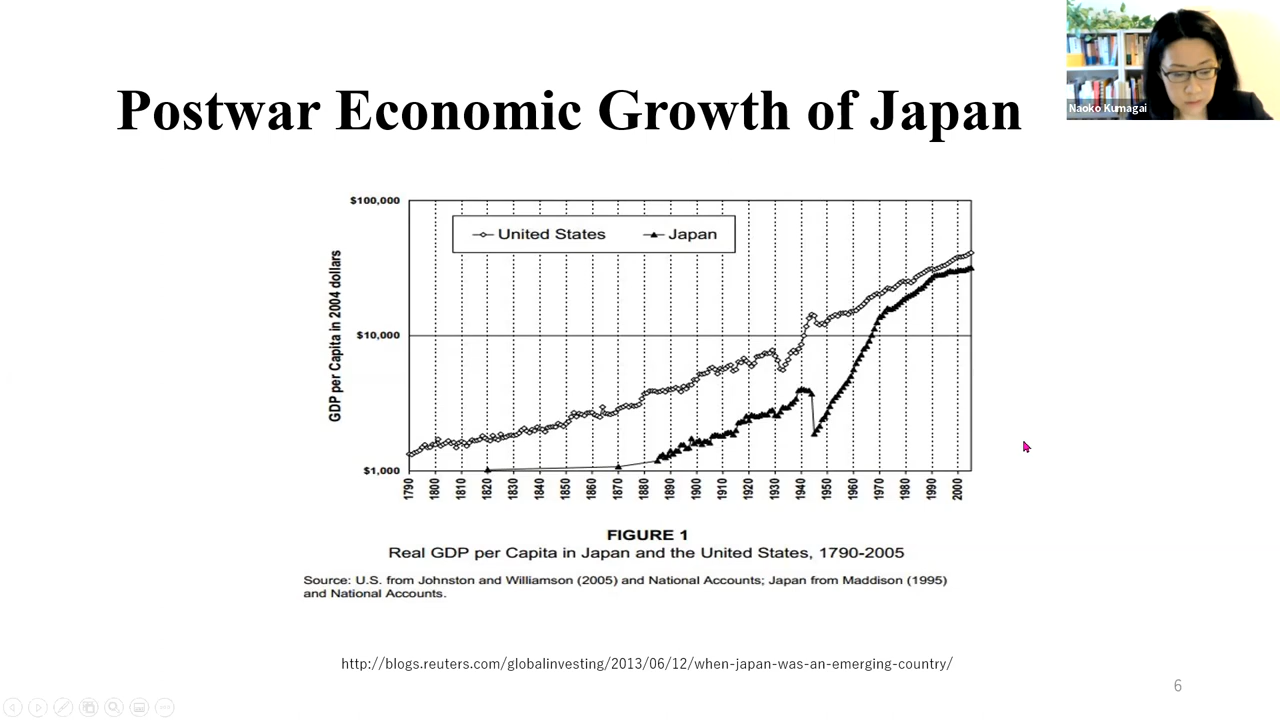 Naoko Kumagai
Postwar Economic Growth of Japan
$100,000
$10,000
$1,000
GDP per Capita in 2004 dollars
United States
Japan
1790
1800
1810
1820
1830
1840
1850
1860
1870
1880
1890
1900
1910
1920
1930
1940
1950
1960
1970
1980
1990
2000
FIGURE 1
Real GDP per Capita in Japan and the United States, 1790-2005
Source: U.S. from Johnston and Williamson (2005) and National Accounts; Japan from Maddison (1995)
and National Accounts.
http://blogs.reuters.com/globalinvesting/2013/06/12/when-japan-was-an-emerging-country/
6